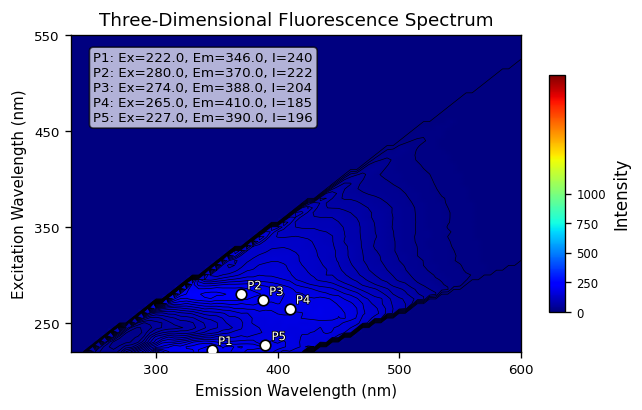 Three-Dimensional Fluorescence Spectrum
550
450
350
250
Excitation Wavelength (nm)
P1: Ex=222.0, Em=346.0, I=240
P2: Ex=280.0, Em=370.0, I=222
P3: Ex=274.0, Em=388.0, I=204
P4: Ex=265.0, Em=410.0, I=185
P5: Ex=227.0, Em=390.0, I=196
P2
P3
P4
P5
P1
300
400
500
600
Emission Wavelength (nm)
1000
750
500
250
0
Intensity